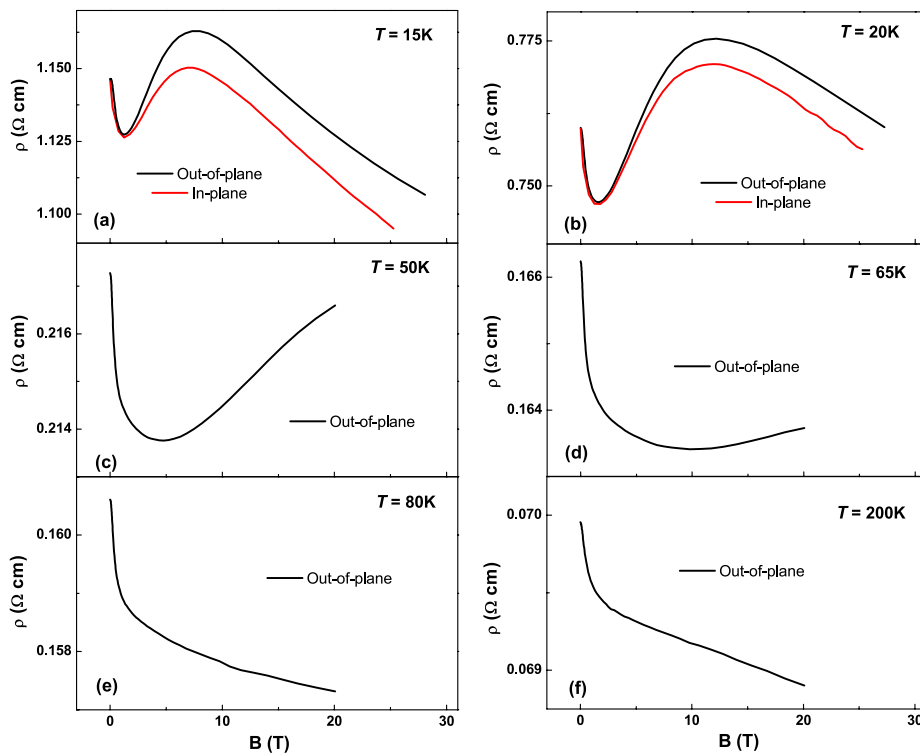 T = 15K
ρ (Ω cm)
1.150
1.125
1.100
Out-of-plane
In-plane
(a)
T = 20K
ρ (Ω cm)
0.775
0.750
Out-of-plane
In-plane
(b)
T = 50K
ρ (Ω cm)
0.216
0.214
Out-of-plane
(c)
T = 65K
ρ (Ω cm)
0.166
0.164
Out-of-plane
(d)
T = 80K
ρ (Ω cm)
0.160
0.158
Out-of-plane
(e)
0 10 20 30
B (T)
T = 200K
ρ (Ω cm)
0.070
0.069
Out-of-plane
(f)
0 10 20 30
B (T)